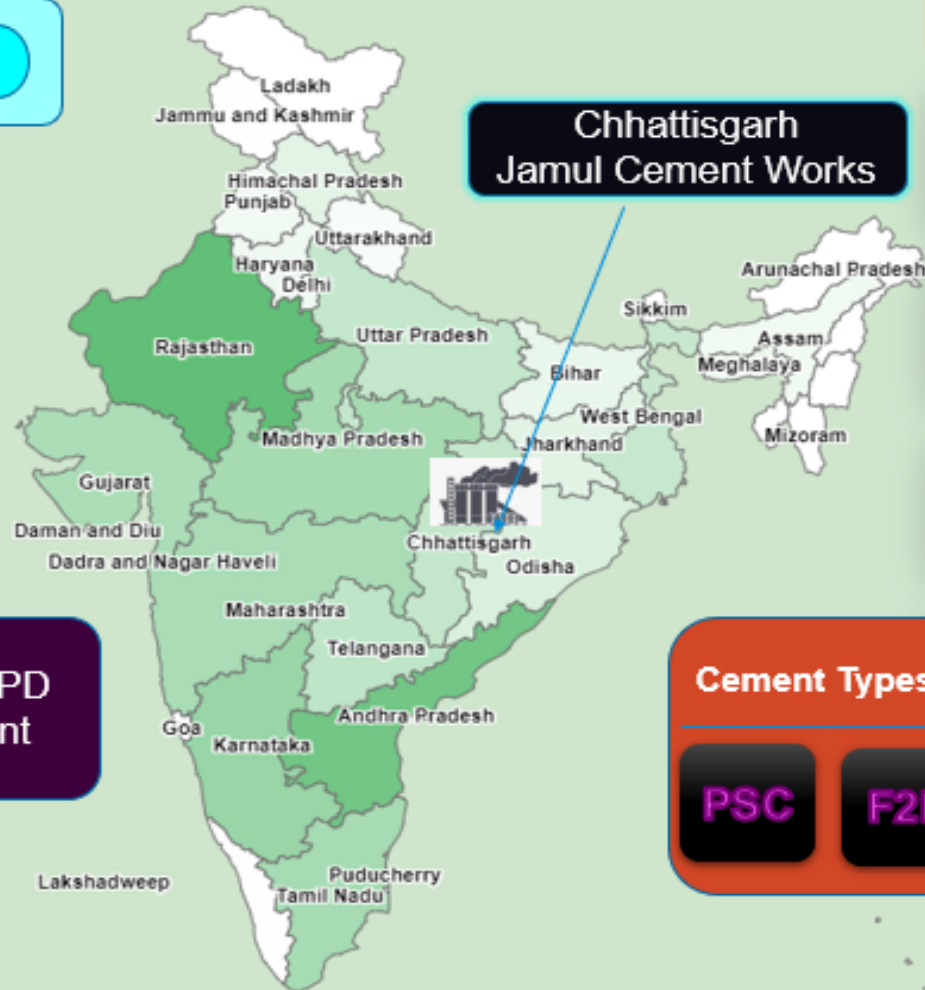 Ladakh
Jammu and Kashmir
Chhattisgarh
Jamul Cement Works
Himachal Pradesh
Punjab
Uttarakhand
Haryana
Delhi
Arunachal Pradesh
Sikkim
Rajasthan
Uttar Pradesh
Assam
Meghalaya
Bihar
West Bengal
Madhya Pradesh
Jharkhand
Mizoram
Gujarat
Daman and Diu
Chhattisgarh
Dadra and Nagar Haveli
Odisha
Maharashtra
Telangana
PD
nt
Cement Types
Andhra Pradesh
Goa
Karnataka
PSC
Puducherry
Lakshadweep
Tamil Nadu